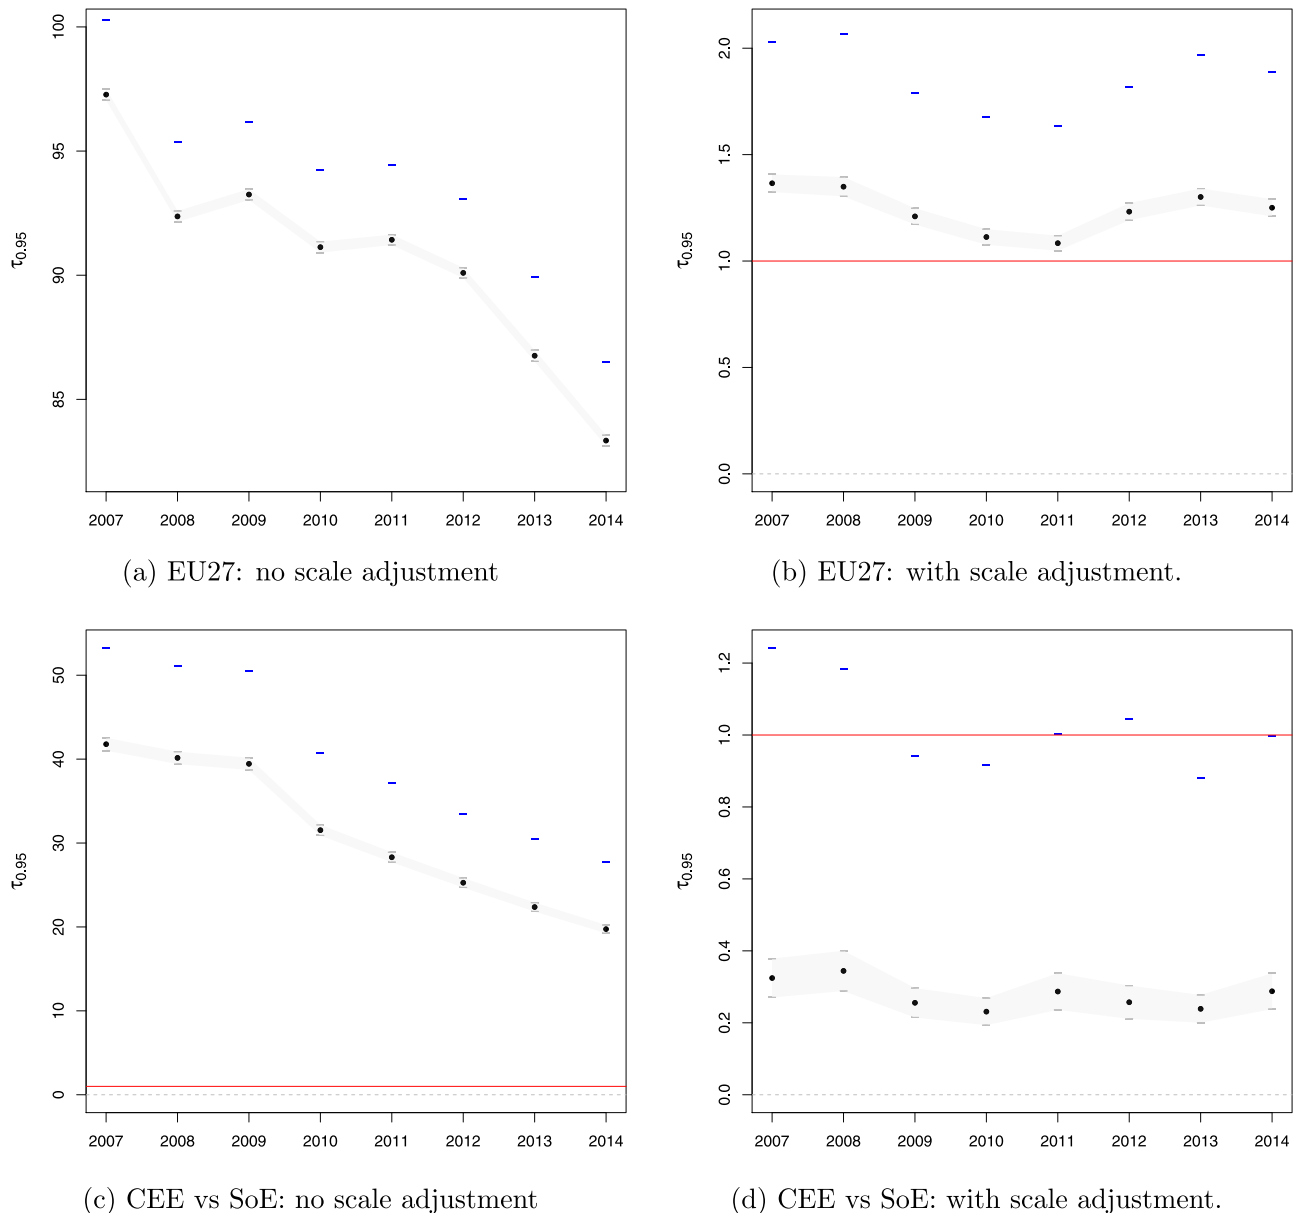 100
95
90
85
τ0.95
2007 2008 2009 2010 2011 2012 2013 2014
(a) EU27: no scale adjustment
2.0
1.5
1.0
0.5
0.0
τ0.95
2007 2008 2009 2010 2011 2012 2013 2014
(b) EU27: with scale adjustment.
50
40
30
20
10
0
τ0.95
2007 2008 2009 2010 2011 2012 2013 2014
(c) CEE vs SoE: no scale adjustment
1.2
1.0
0.8
0.6
0.4
0.2
0.0
τ0.95
2007 2008 2009 2010 2011 2012 2013 2014
(d) CEE vs SoE: with scale adjustment.